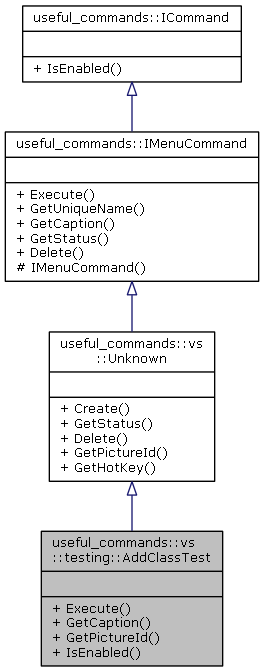 useful_commands::ICommand
+ IsEnabled()
useful_commands::IMenuCommand
+ Execute()
+ GetUniqueName()
+ GetCaption()
+ GetStatus()
+ Delete()
# IMenuCommand()
useful_commands::vs
::Unknown
+ Create()
+ GetStatus()
+ Delete()
+ GetPictureId()
+ GetHotKey()
useful_commands::vs
::testing::AddClassTest
+ Execute()
+ GetCaption()
+ GetPictureId()
+ IsEnabled()